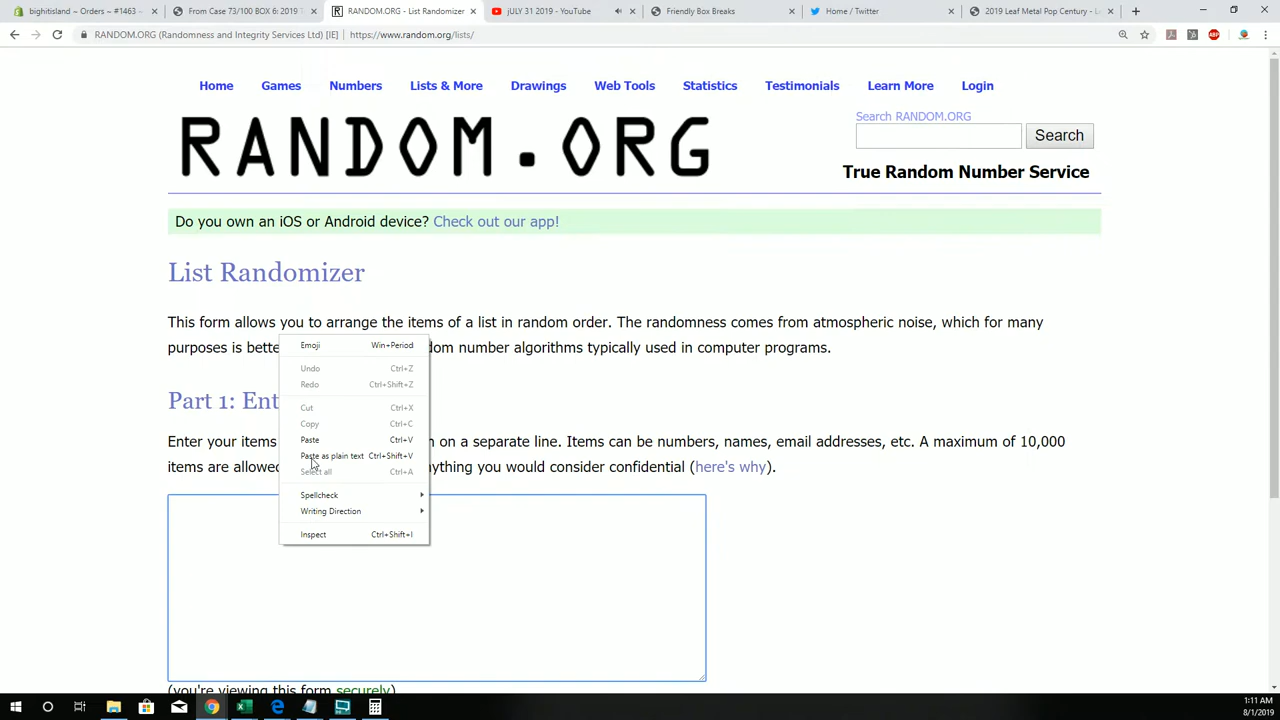 bighitisland ~ Orders ~ #1463 –
From Case 73/100 BOX 6: 2019 T
RANDOM.ORG - List Randomizer
jULY 31 2019 - YouTube
Friendly Box Breaks
Home / Twitter
2019 Leaf Metal Pop Century - L
RANDOM.ORG (Randomness and Integrity Services Ltd) [IE] | https://www.random.org/lists/
Home Games Numbers Lists & More Drawings Web Tools Statistics Testimonials Learn More Login
RANDOM.ORG
Search RANDOM.ORG
Search
True Random Number Service
Do you own an iOS or Android device? Check out our app!
List Randomizer
This form allows you to arrange the items of a list in random order. The randomness comes from atmospheric noise, which for many
purposes is bette
dom number algorithms typically used in computer programs.
Part 1: Ent
Enter your items
h on a separate line. Items can be numbers, names, email addresses, etc. A maximum of 10,000
items are allowed
nything you would consider confidential (here's why).
Emoji Win+Period
Undo Ctrl+Z
Redo Ctrl+Shift+Z
Cut Ctrl+X
Copy Ctrl+C
Paste Ctrl+V
Paste as plain text Ctrl+Shift+V
Select all Ctrl+A
Spellcheck
Writing Direction
Inspect Ctrl+Shift+I
(you're viewing this form securely)
1:11 AM
8/1/2019